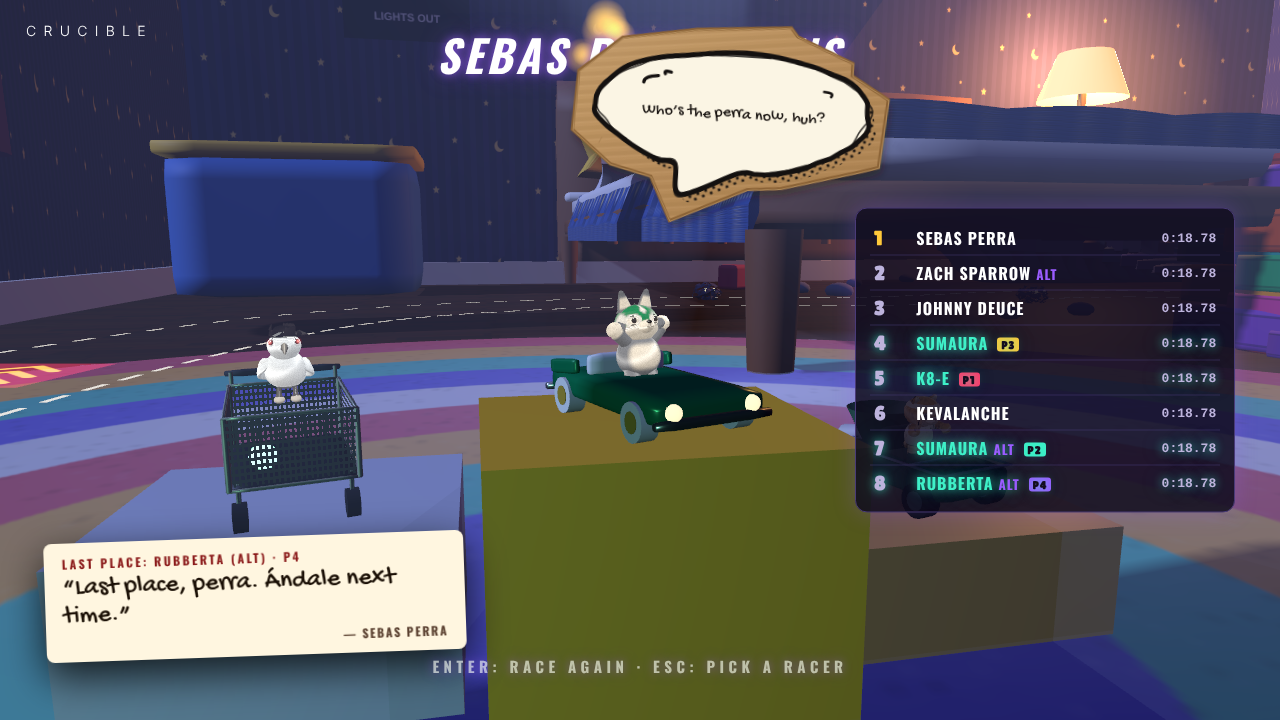 CRUCIBLE
LIGHTS OUT
SEBAS
who's the perra now, huh?
1 SEBAS PERRA 0:18.78
2 ZACH SPARROW ALT 0:18.78
3 JOHNNY DEUCE 0:18.78
4 SUMAURA P3 0:18.78
5 K8-E P1 0:18.78
6 KEVALANCHE 0:18.78
7 SUMAURA ALT P2 0:18.78
8 RUBBERTA ALT P4 0:18.78
LAST PLACE: RUBBERTA (ALT) · P4
"Last place, perra. Ándale next
time."
— SEBAS PERRA
ENTER: RACE AGAIN · ESC: PICK A RACER